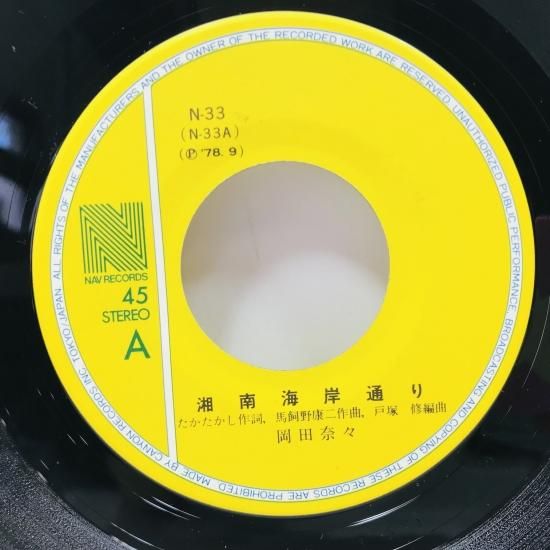 N-33
(N-33A)
(Ⓟ '78. 9)
N
NAV RECORDS
45
STEREO
A
湘南海岸通り
たかたかし作詞、馬飼野康二作曲、戸塚 修編曲
岡田奈々
MADE BY CANYON RECORDS INC. TOKYO/JAPAN ALL RIGHTS OF THE MANUFACTURERS AND THE OWNER OF THE RECORDED WORK ARE RESERVED. UNAUTHORIZED PUBLIC PERFORMANCE, BROADCASTING AND COPYING OF THESE RECORDS ARE PROHIBITED